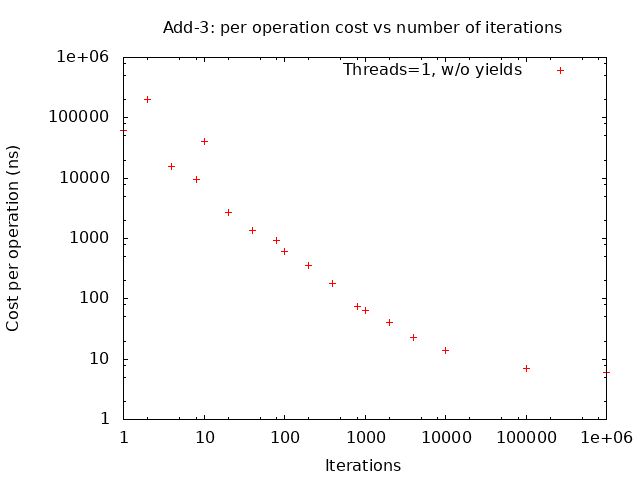 Add-3: per operation cost vs number of iterations
Threads=1, w/o yields
Cost per operation (ns)
1e+06
100000
10000
1000
100
10
1
1 10 100 1000 10000 100000 1e+06
Iterations